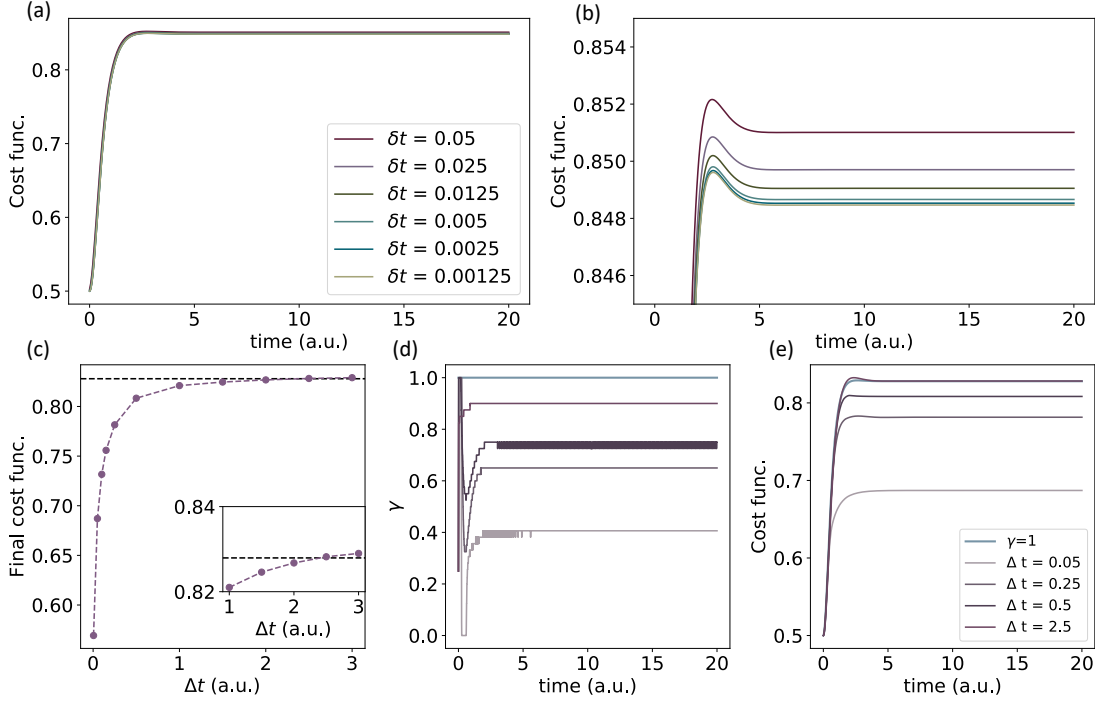 (a)
Cost func.
0.8
0.7
0.6
0.5
0 5 10 15 20
time (a.u.)
δt = 0.05
δt = 0.025
δt = 0.0125
δt = 0.005
δt = 0.0025
δt = 0.00125
(b)
Cost func.
0.854
0.852
0.850
0.848
0.846
0 5 10 15 20
time (a.u.)
(c)
Final cost func.
0.80
0.75
0.70
0.65
0.60
0 1 2 3
Δt (a.u.)
0.84
0.82
1 2 3
Δt (a.u.)
(d)
γ
1.0
0.8
0.6
0.4
0.2
0.0
0 5 10 15 20
time (a.u.)
(e)
Cost func.
0.8
0.7
0.6
0.5
0 5 10 15 20
time (a.u.)
γ=1
Δ t = 0.05
Δ t = 0.25
Δ t = 0.5
Δ t = 2.5